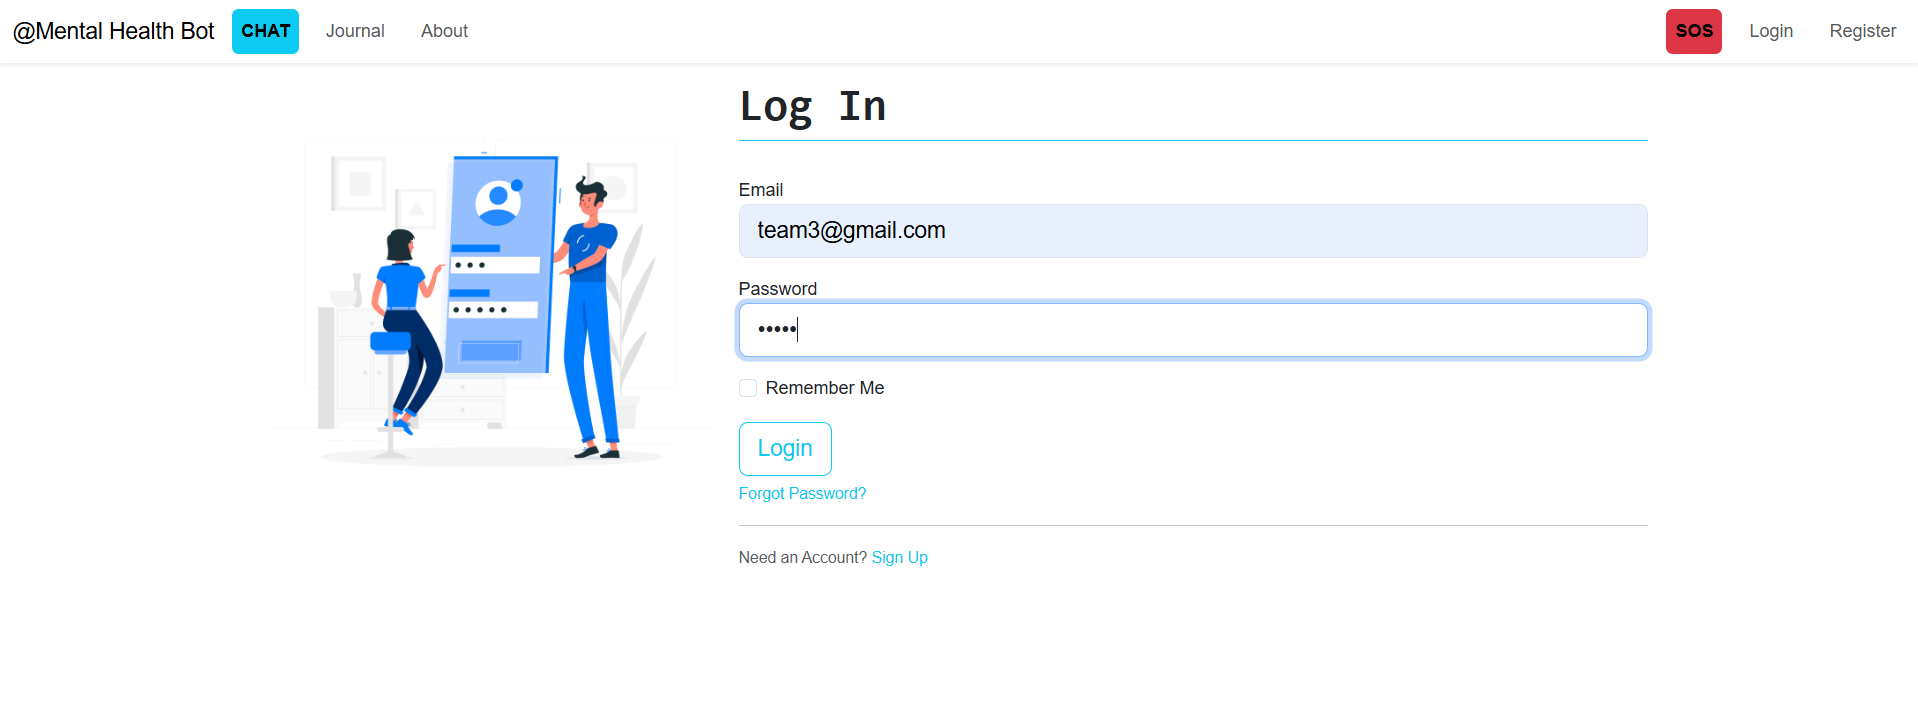 @Mental Health Bot CHAT Journal About SOS Login Register
Log In
Email
team3@gmail.com
Password
•••••
Remember Me
Login
Forgot Password?
Need an Account? Sign Up